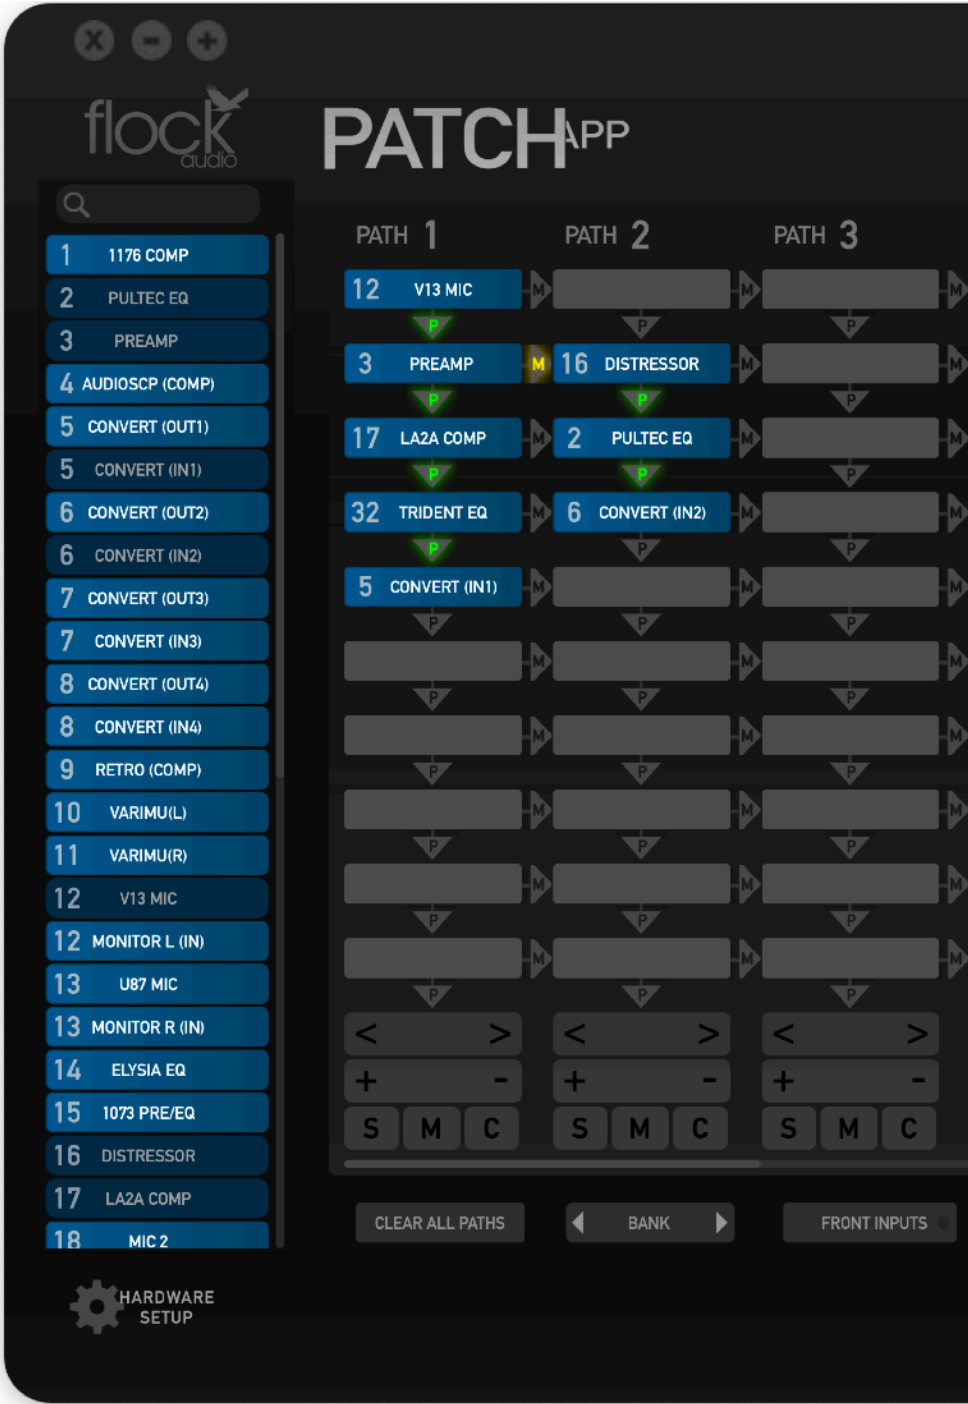 flock
audio
PATCH APP
1 1176 COMP
2 PULTEC EQ
3 PREAMP
4 AUDIOSCP (COMP)
5 CONVERT (OUT1)
5 CONVERT (IN1)
6 CONVERT (OUT2)
6 CONVERT (IN2)
7 CONVERT (OUT3)
7 CONVERT (IN3)
8 CONVERT (OUT4)
8 CONVERT (IN4)
9 RETRO (COMP)
10 VARIMU(L)
11 VARIMU(R)
12 V13 MIC
12 MONITOR L (IN)
13 U87 MIC
13 MONITOR R (IN)
14 ELYSIA EQ
15 1073 PRE/EQ
16 DISTRESSOR
17 LA2A COMP
18 MIC 2
HARDWARE
SETUP
PATH 1 PATH 2 PATH 3
12 V13 MIC M M M
P P P
3 PREAMP M 16 DISTRESSOR M M
P P P
17 LA2A COMP M 2 PULTEC EQ M M
P P P
32 TRIDENT EQ M 6 CONVERT (IN2) M M
P P P
5 CONVERT (IN1) M M M
P P P
M M M
P P P
M M M
P P P
M M M
P P P
M M M
P P P
M M M
P P P
< > < > < >
+ - + - + -
S M C S M C S M C
CLEAR ALL PATHS BANK FRONT INPUTS